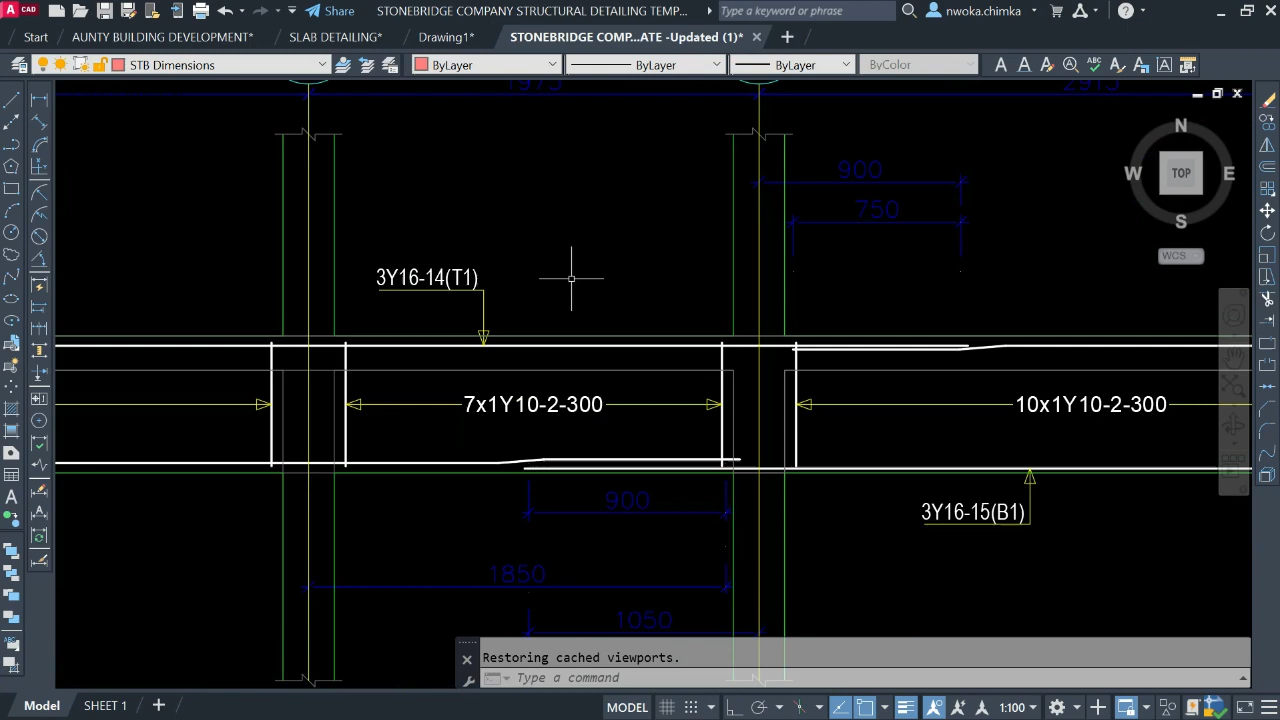 CAD
Share
STONEBRIDGE COMPANY STRUCTURAL DETAILING TEMP...
Type a keyword or phrase
nwoka.chimka
Start
AUNTY BUILDING DEVELOPMENT*
SLAB DETAILING*
Drawing1*
STONEBRIDGE COMP...ATE -Updated (1)*
STB Dimensions
ByLayer
ByLayer
ByLayer
ByColor
1975
2915
N
W
TOP
E
S
WCS
900
750
3Y16-14(T1)
7x1Y10-2-300
10x1Y10-2-300
900
3Y16-15(B1)
1850
1050
Restoring cached viewports.
Type a command
Model
SHEET 1
MODEL
1:100